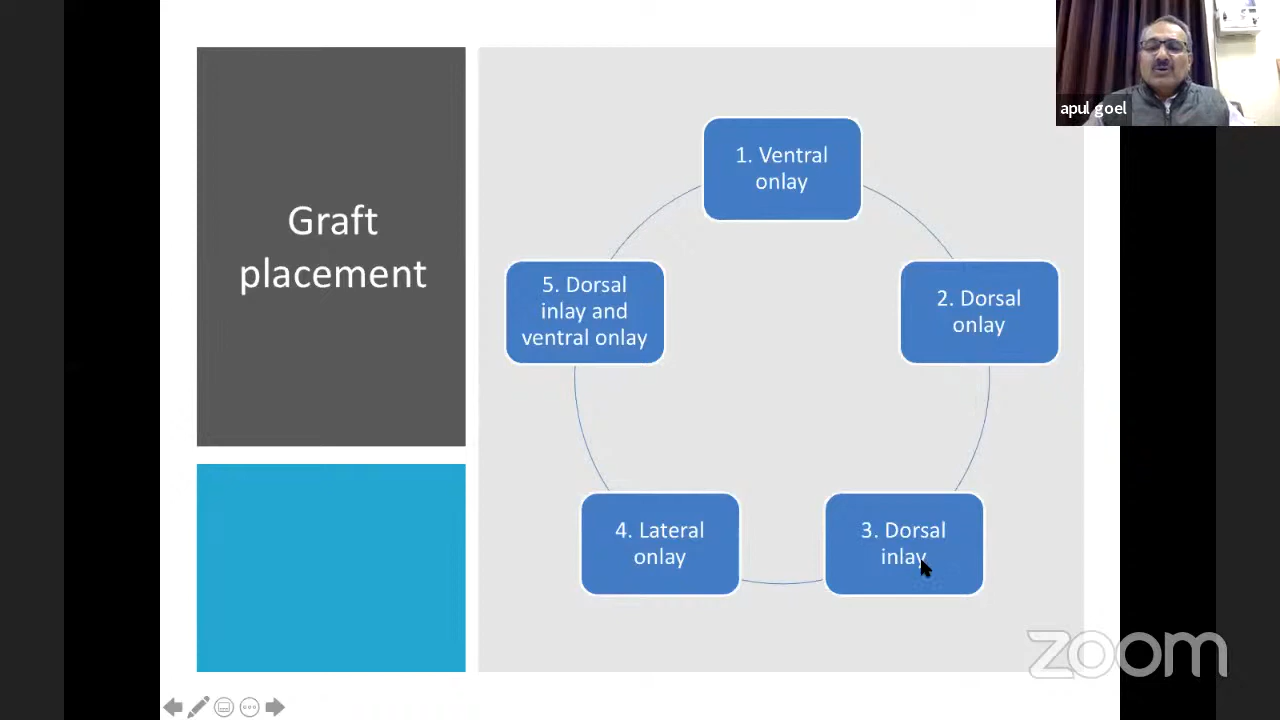 Graft
placement
1. Ventral
onlay
2. Dorsal
onlay
3. Dorsal
inlay
4. Lateral
onlay
5. Dorsal
inlay and
ventral onlay
apul goel
zoom